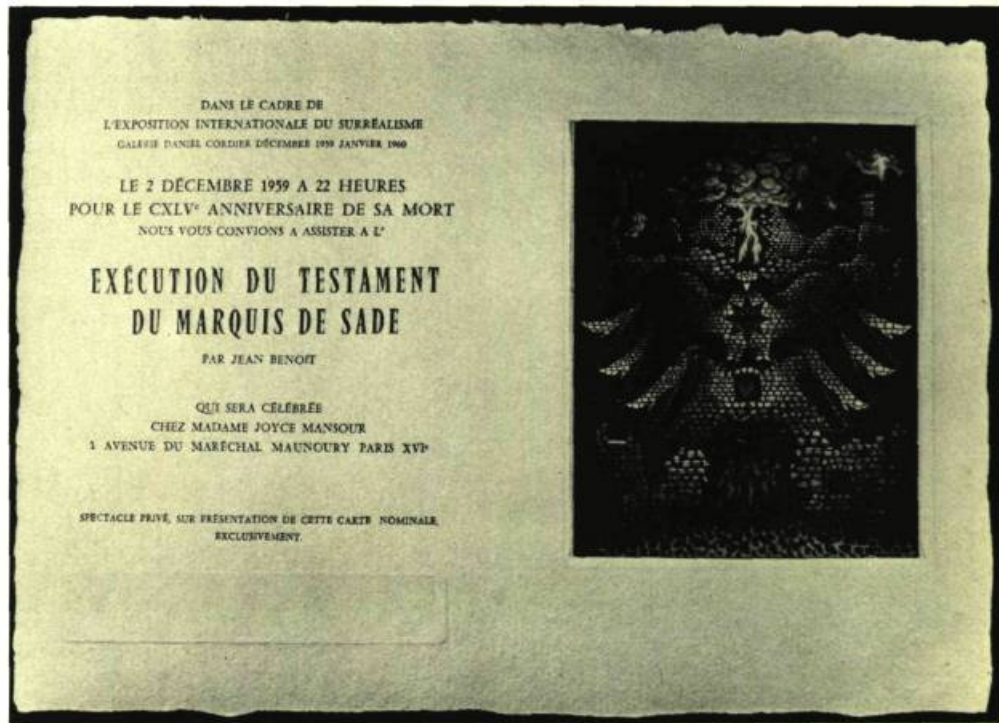 DANS LE CADRE DE
L'EXPOSITION INTERNATIONALE DU SURRÉALISME
GALERIE DANIEL CORDIER DÉCEMBRE 1959 JANVIER 1960
LE 2 DÉCEMBRE 1959 A 22 HEURES
POUR LE CXLVe ANNIVERSAIRE DE SA MORT
NOUS VOUS CONVIONS A ASSISTER A L'
EXÉCUTION DU TESTAMENT
DU MARQUIS DE SADE
PAR JEAN BENOIT
QUI SERA CÉLÉBRÉE
CHEZ MADAME JOYCE MANSOUR
1 AVENUE DU MARÉCHAL MAUNOURY PARIS XVIe
SPECTACLE PRIVÉ, SUR PRÉSENTATION DE CETTE CARTE NOMINALE,
EXCLUSIVEMENT.